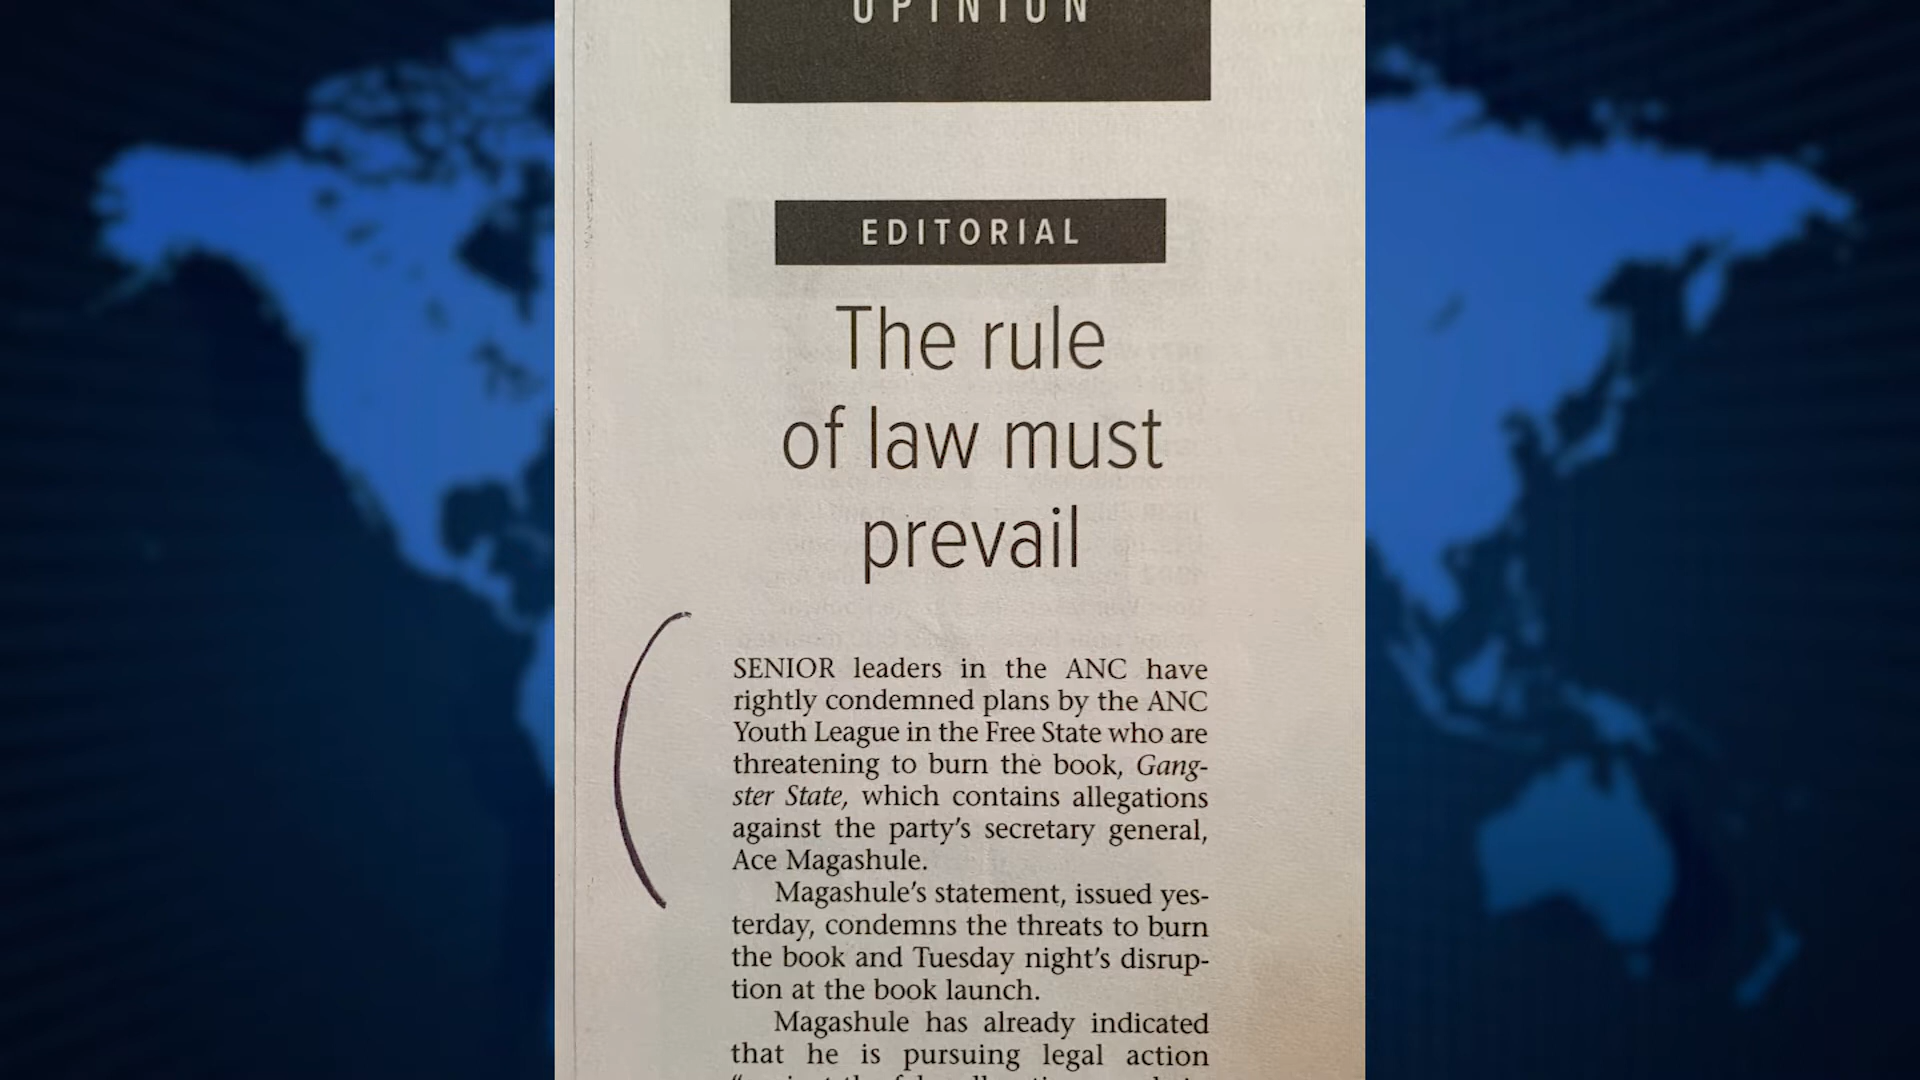 OPINION
EDITORIAL
The rule
of law must
prevail
SENIOR leaders in the ANC have
rightly condemned plans by the ANC
Youth League in the Free State who are
threatening to burn the book, Gang-
ster State, which contains allegations
against the party's secretary general,
Ace Magashule.
Magashule's statement, issued yes-
terday, condemns the threats to burn
the book and Tuesday night's disrup-
tion at the book launch.
Magashule has already indicated
that he is pursuing legal action